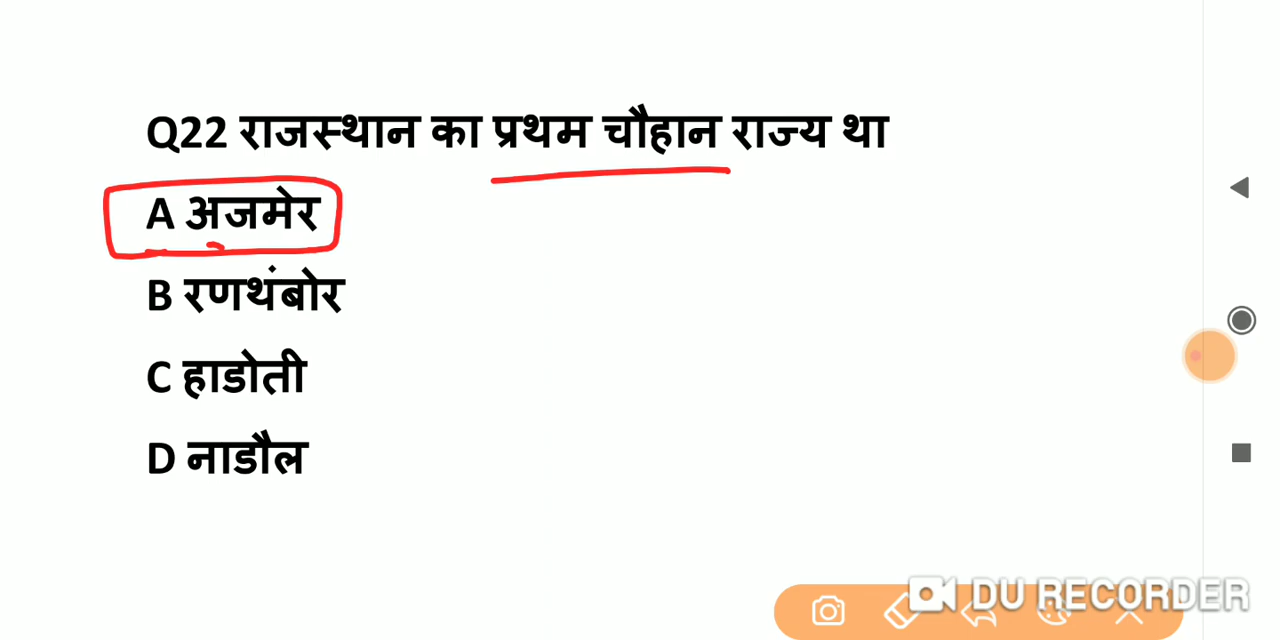 Q22 राजस्थान का प्रथम चौहान राज्य था
A अजमेर
B रणथंबोर
C हाडोती
D नाडौल
DU RECORDER